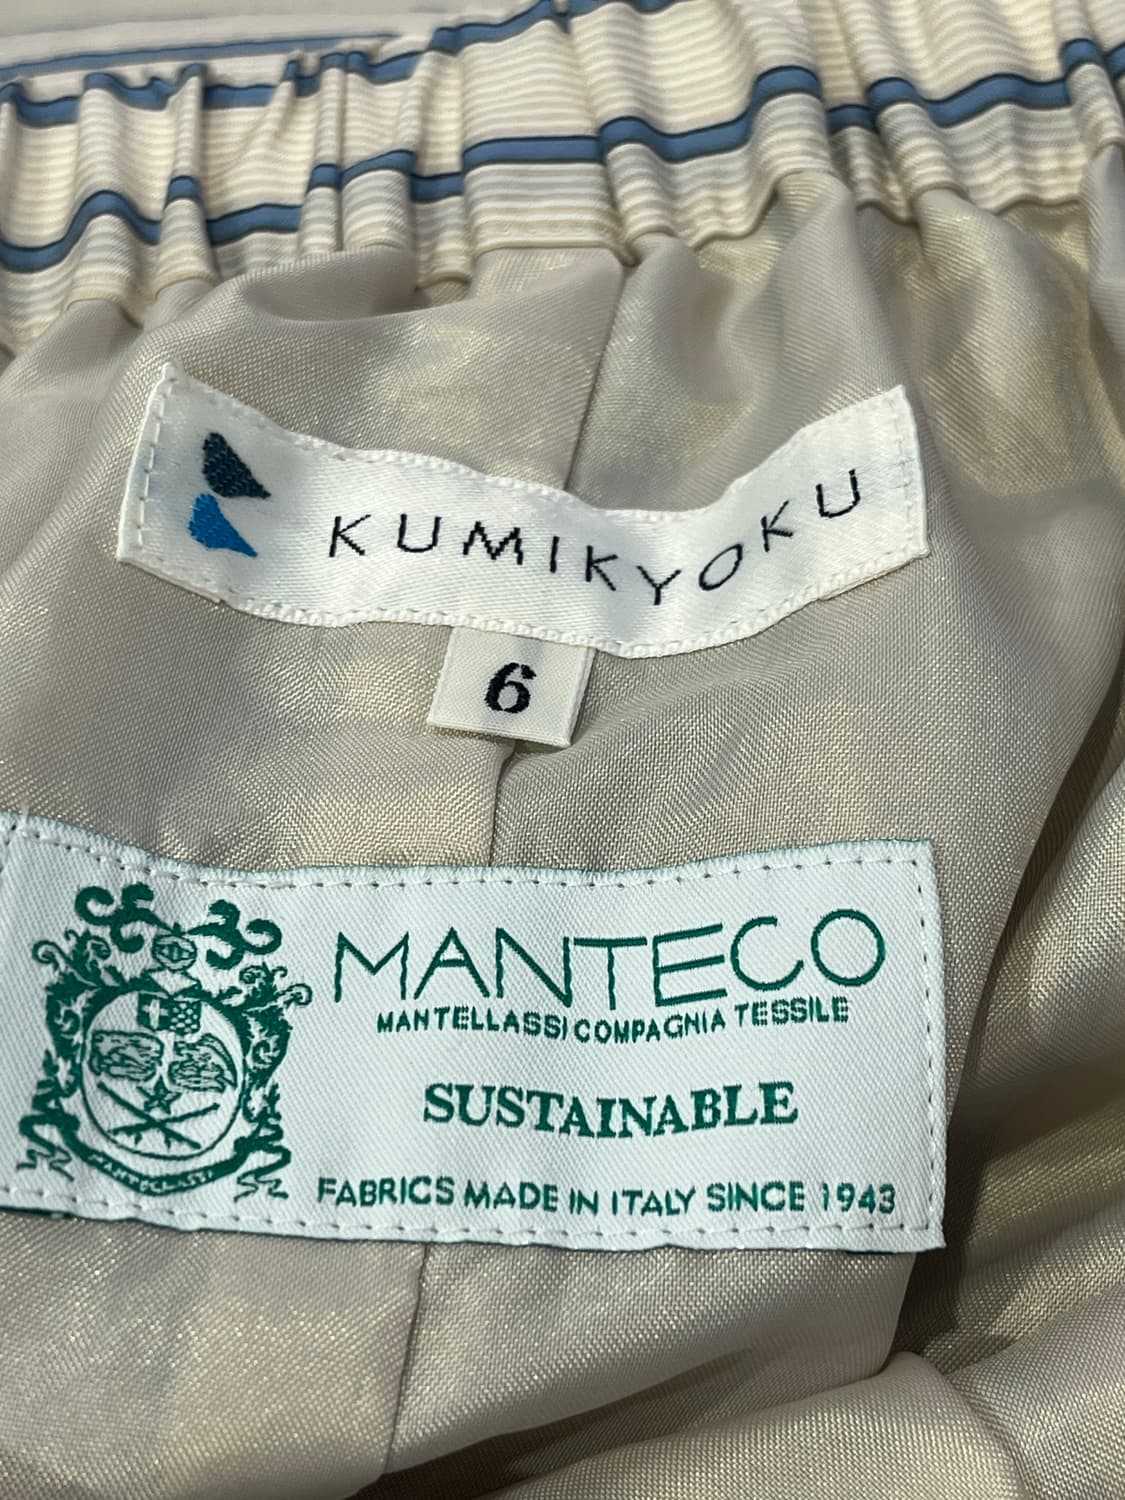 KUMIKYOKU
6
MANTECO
MANTELLASSI COMPAGNIA TESSILE
SUSTAINABLE
FABRICS MADE IN ITALY SINCE 1943